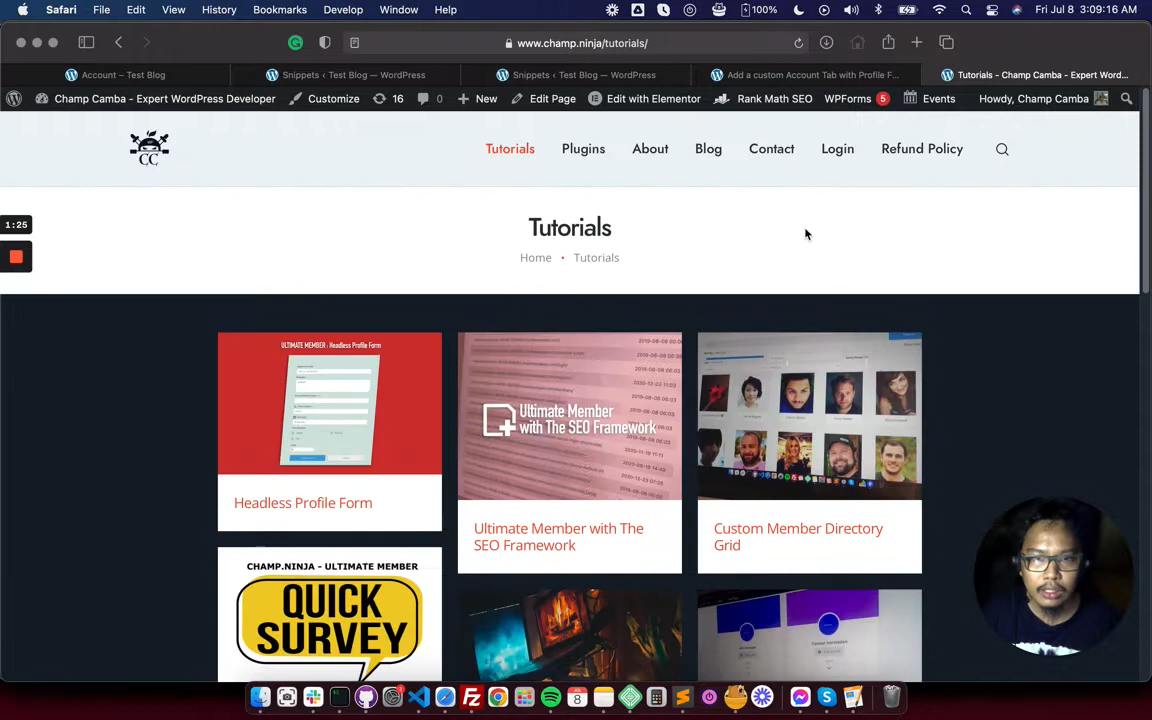 Safari File Edit View History Bookmarks Develop Window Help 100% Fri Jul 8 3:09:16 AM
www.champ.ninja/tutorials/
Account – Test Blog
Snippets ‹ Test Blog — WordPress
Snippets ‹ Test Blog — WordPress
Add a custom Account Tab with Profile F...
Tutorials - Champ Camba - Expert Word...
Champ Camba - Expert WordPress Developer Customize 16 0 New Edit Page Edit with Elementor Rank Math SEO WPForms 5 Events Howdy, Champ Camba
CC
Tutorials Plugins About Blog Contact Login Refund Policy
1:25
Tutorials
Home • Tutorials
ULTIMATE MEMBER : Headless Profile Form
Ultimate Member
with The SEO Framework
Headless Profile Form
Ultimate Member with The
SEO Framework
Custom Member Directory
Grid
CHAMP.NINJA - ULTIMATE MEMBER
QUICK
SURVEY